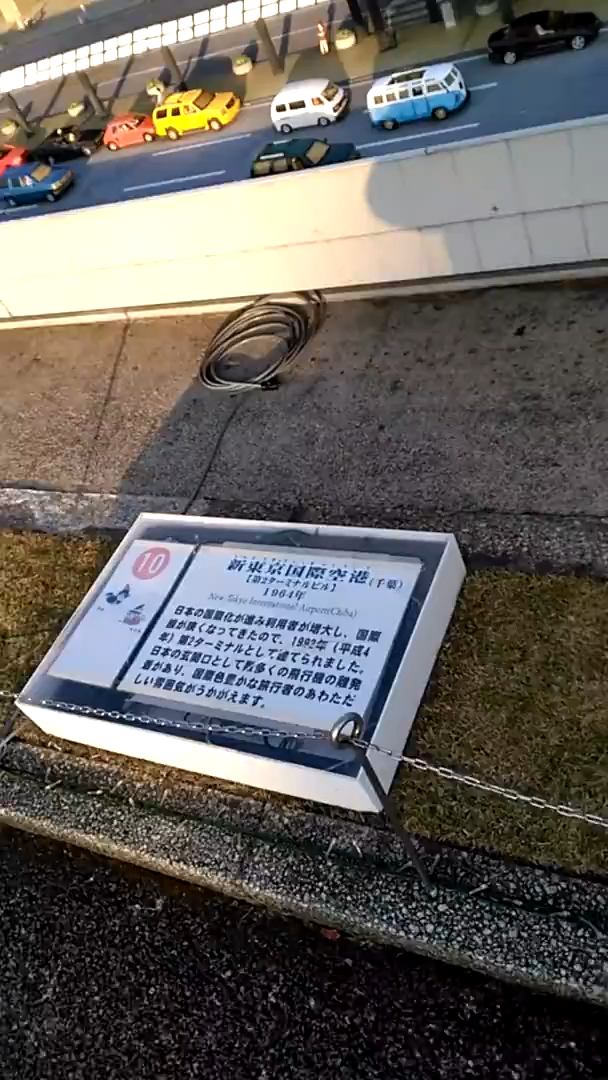 10
新東京国際空港(千葉)
【第2ターミナルビル】
1964年
New Tokyo International Airport(Chiba)
日本の国際化が進み利用客が増大し、国際
線が狭くなってきたので、1992年(平成4
年)第2ターミナルとして建てられました。
日本の玄関口として数多くの飛行機の離発
着があり、国際色豊かな旅行者のあわただ
しい雰囲気がうかがえます。